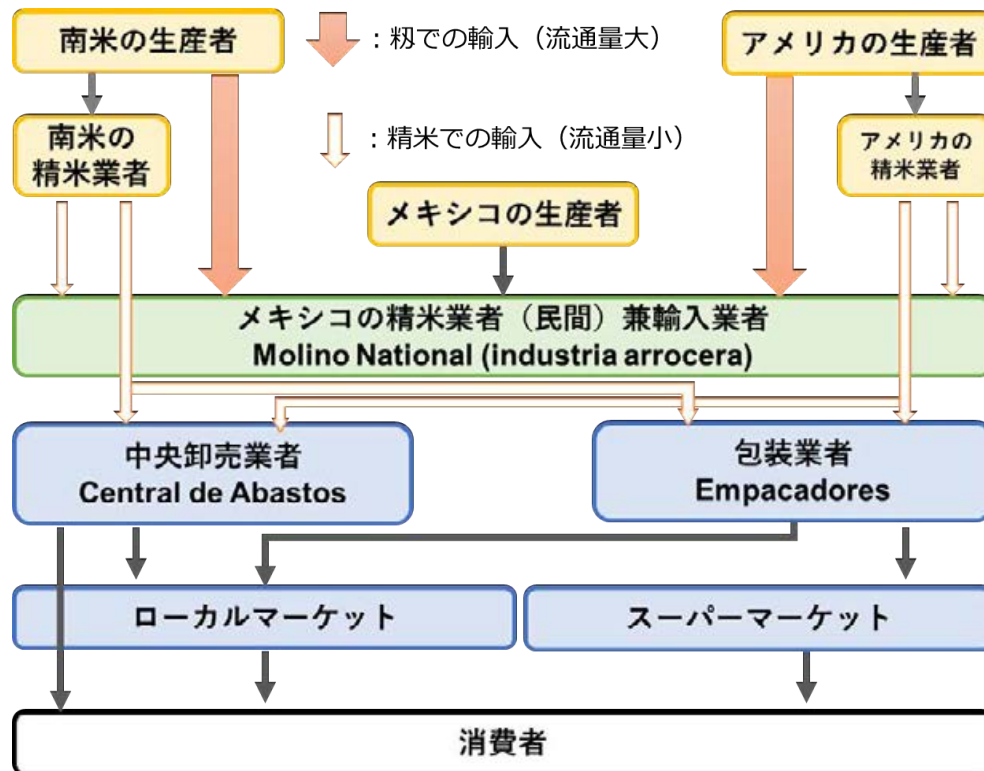 南米の生産者
：籾での輸入（流通量大）
アメリカの生産者
南米の
精米業者
：精米での輸入（流通量小）
アメリカの
精米業者
メキシコの生産者
メキシコの精米業者（民間）兼輸入業者
Molino National (industria arrocera)
中央卸売業者
Central de Abastos
包装業者
Empacadores
ローカルマーケット
スーパーマーケット
消費者